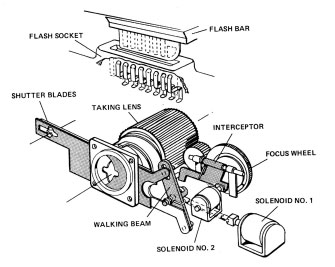 FLASH BAR
FLASH SOCKET
SHUTTER BLADES
TAKING LENS
INTERCEPTOR
FOCUS WHEEL
SOLENOID NO. 1
WALKING BEAM
SOLENOID NO. 2